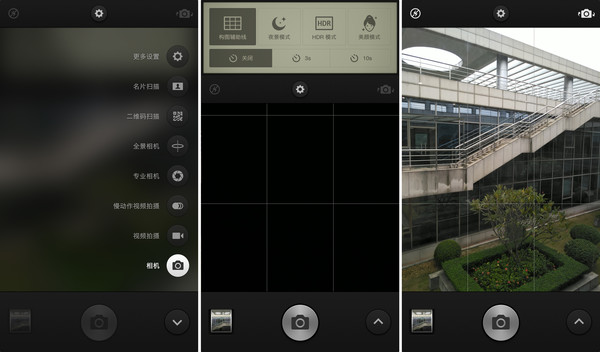 更多设置
名片扫描
二维码扫描
全景相机
专业相机
慢动作视频拍摄
视频拍摄
相机
构图辅助线
夜景模式
HDR
HDR 模式
美颜模式
关闭
5s
10s